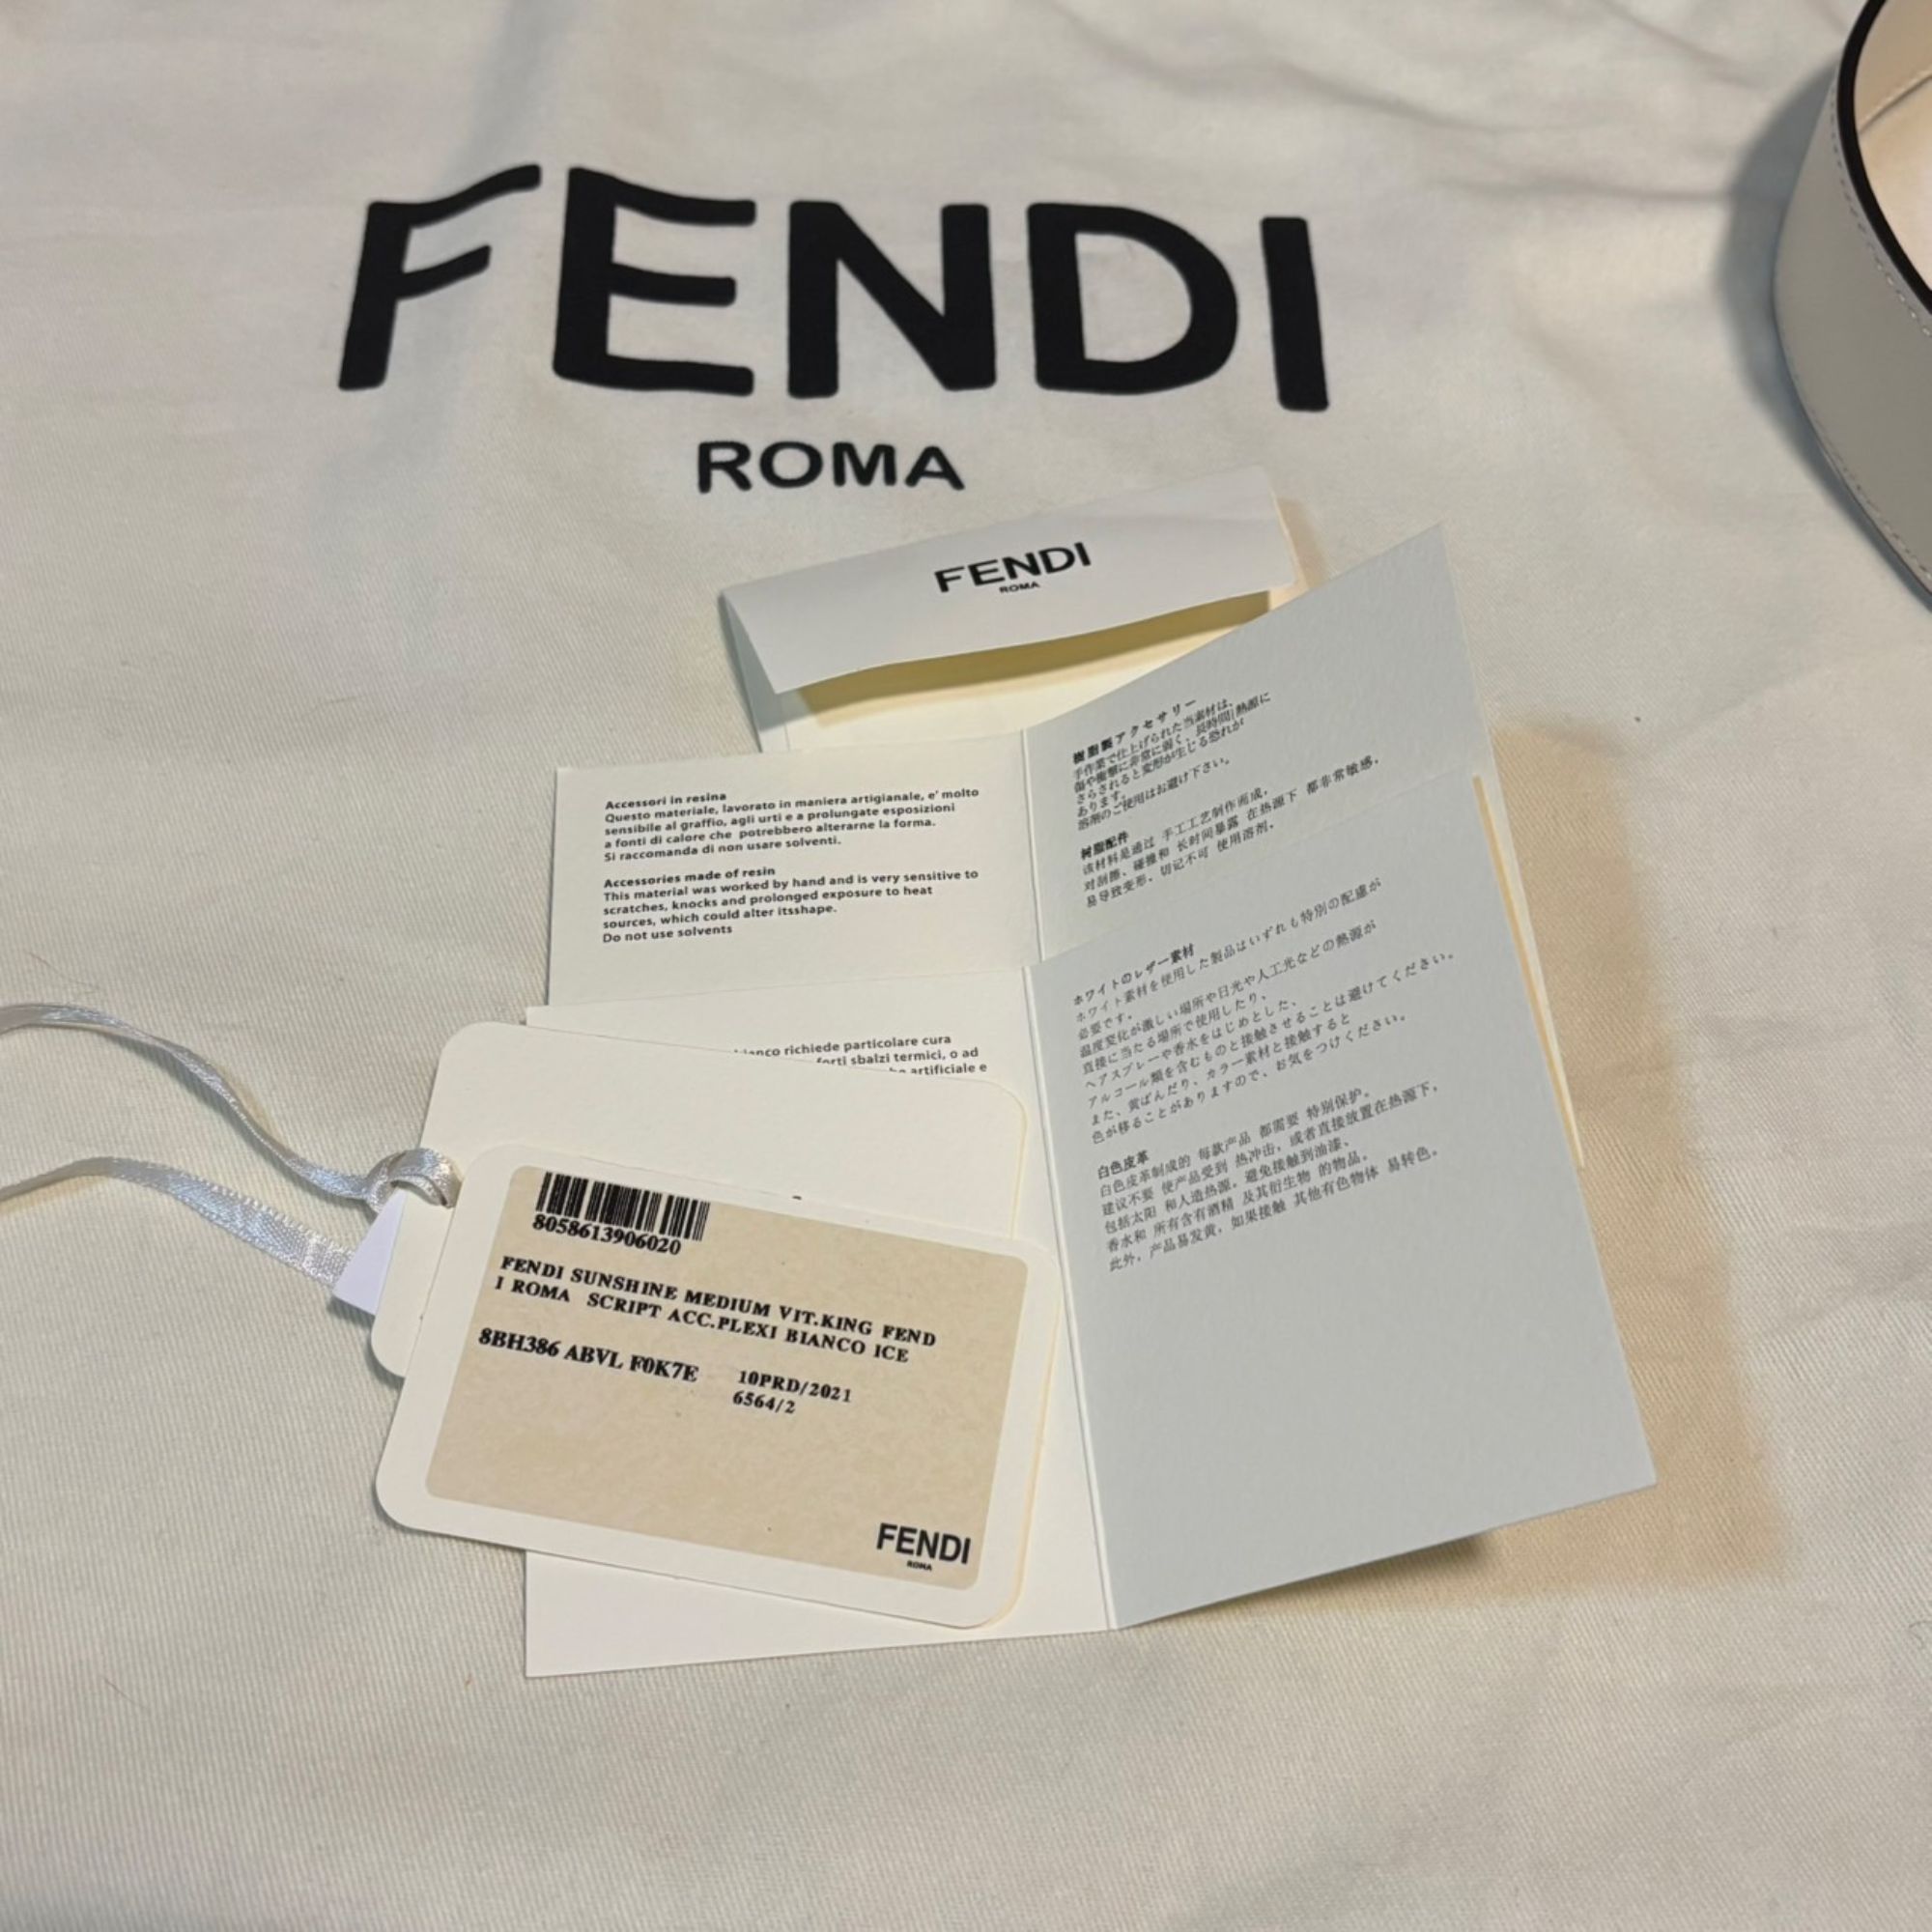 FENDI
ROMA
FENDI
ROMA
Accessori in resina
Questo materiale, lavorato in maniera artigianale, e' molto
sensibile al graffio, agli urti e a prolungate esposizioni
a fonti di calore che potrebbero alterarne la forma.
Si raccomanda di non usare solventi.
Accessories made of resin
This material was worked by hand and is very sensitive to
scratches, knocks and prolonged exposure to heat
sources, which could alter itsshape.
Do not use solvents
樹脂製アクセサリー
手作業で仕上げられた当素材は、
傷や衝撃に非常に弱く、長時間熱源に
さらされると変形が生じる恐れが
あります。
溶剤のご使用はお避け下さい。
树脂配件
该材料是通过 手工工艺制作而成，
对刮擦、碰撞和 长时间暴露 在热源下 都非常敏感，
易导致变形。切记不可 使用溶剂。
richiede particolare cura
forti sbalzi termici, o ad
artificiale e
ホワイトのレザー素材
ホワイト素材を使用した製品はいずれも特別の配慮が
必要です。
温度変化が激しい場所や日光や人工光などの熱源が
直接に当たる場所で使用したり、
ヘアスプレーや香水をはじめとした、
アルコール類を含むものと接触させることは避けてください。
また、黄ばんだり、カラー素材と接触すると
色が移ることがありますので、お気をつけください。
白色皮革
白色皮革制成的 每款产品 都需要 特别保护。
建议不要 使产品受到 热冲击，或者直接放置在热源下，
包括太阳 和人造热源。避免接触到油漆、
香水和 所有含有酒精 及其衍生物 的物品。
此外，产品易发黄，如果接触 其他有色物体 易转色。
8058613906020
FENDI SUNSHINE MEDIUM VIT.KING FEND
I ROMA SCRIPT ACC.PLEXI BIANCO ICE
8BH386 ABVL F0K7E 10PRD/2021
6564/2
FENDI
ROMA